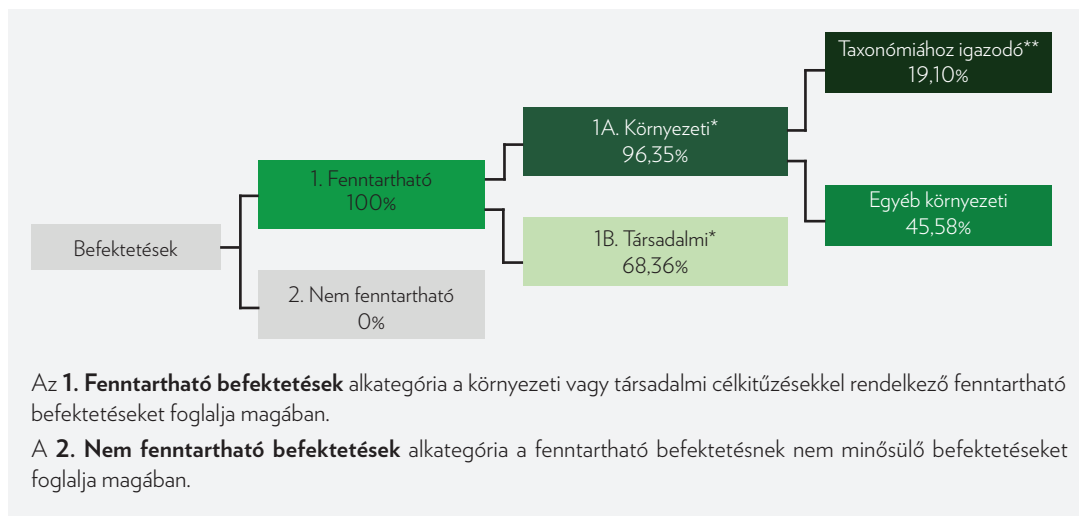 Taxonómiához igazodó**
19,10%
1A. Környezeti*
96,35%
1. Fenntartható
100%
Egyéb környezeti
45,58%
1B. Társadalmi*
68,36%
Befektetések
2. Nem fenntartható
0%
Az 1. Fenntartható befektetések alkategória a környezeti vagy társadalmi célkitűzésekkel rendelkező fenntartható
befektetéseket foglalja magában.
A 2. Nem fenntartható befektetések alkategória a fenntartható befektetésnek nem minősülő befektetéseket
foglalja magában.